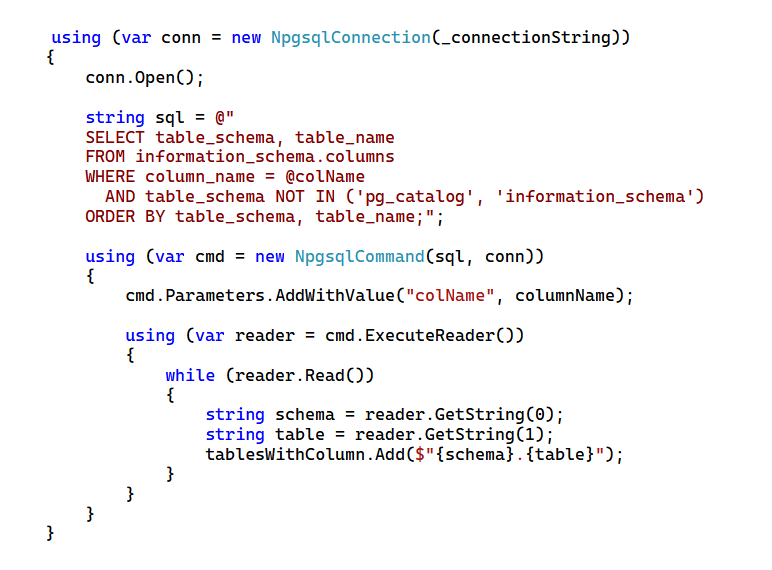 using (var conn = new NpgsqlConnection(_connectionString))
{
    conn.Open();

    string sql = @"
    SELECT table_schema, table_name
    FROM information_schema.columns
    WHERE column_name = @colName
      AND table_schema NOT IN ('pg_catalog', 'information_schema')
    ORDER BY table_schema, table_name;";

    using (var cmd = new NpgsqlCommand(sql, conn))
    {
        cmd.Parameters.AddWithValue("colName", columnName);

        using (var reader = cmd.ExecuteReader())
        {
            while (reader.Read())
            {
                string schema = reader.GetString(0);
                string table = reader.GetString(1);
                tablesWithColumn.Add($"{schema}.{table}");
            }
        }
    }
}